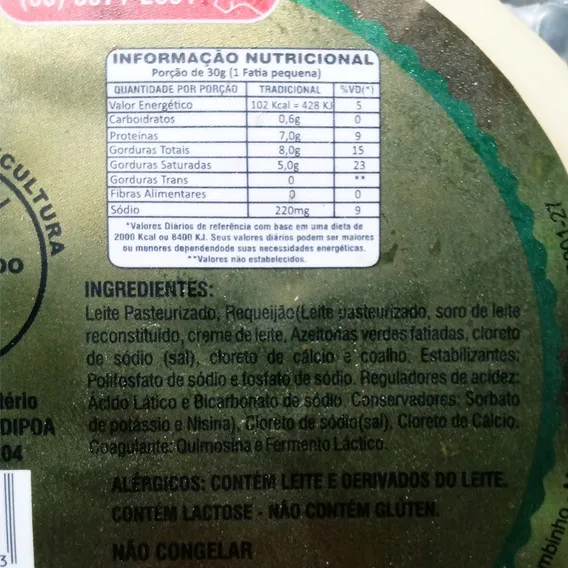 INFORMAÇÃO NUTRICIONAL
Porção de 30g (1 Fatia pequena)
QUANTIDADE POR PORÇÃO TRADICIONAL %VD(*)
Valor Energético 102 Kcal = 428 KJ 5
Carboidratos 0,6g 0
Proteinas 7,0g 9
Gorduras Totais 8,0g 15
Gorduras Saturadas 5,0g 23
Gorduras Trans 0 **
Fibras Alimentares 0 0
Sódio 220mg 9
*Valores Diários de referência com base em uma dieta de
2000 Kcal ou 8400 KJ. Seus valores diários podem ser maiores
ou menores dependendode suas necessidades energéticas.
**Valores não estabelecidos.
CULTURA
INGREDIENTES:
Leite Pasteurizado, Requeijão(Leite pasteurizado, soro de leite
reconstituído, creme de leite, Azeitonas verdes fatiadas, cloreto
de sódio (sal), cloreto de cálcio e coalho. Estabilizantes:
Polifosfato de sódio e fosfato de sódio. Reguladores de acidez:
Ácido Lático e Bicarbonato de sódio. Conservadores: Sorbato
de potássio e Nisina), Cloreto de sódio(sal), Cloreto de Cálcio.
Coagulante: Quimosina e Fermento Láctico.
DIPOA
04
ALÉRGICOS: CONTÉM LEITE E DERIVADOS DO LEITE.
CONTÉM LACTOSE - NÃO CONTÉM GLÚTEN.
NÃO CONGELAR
3